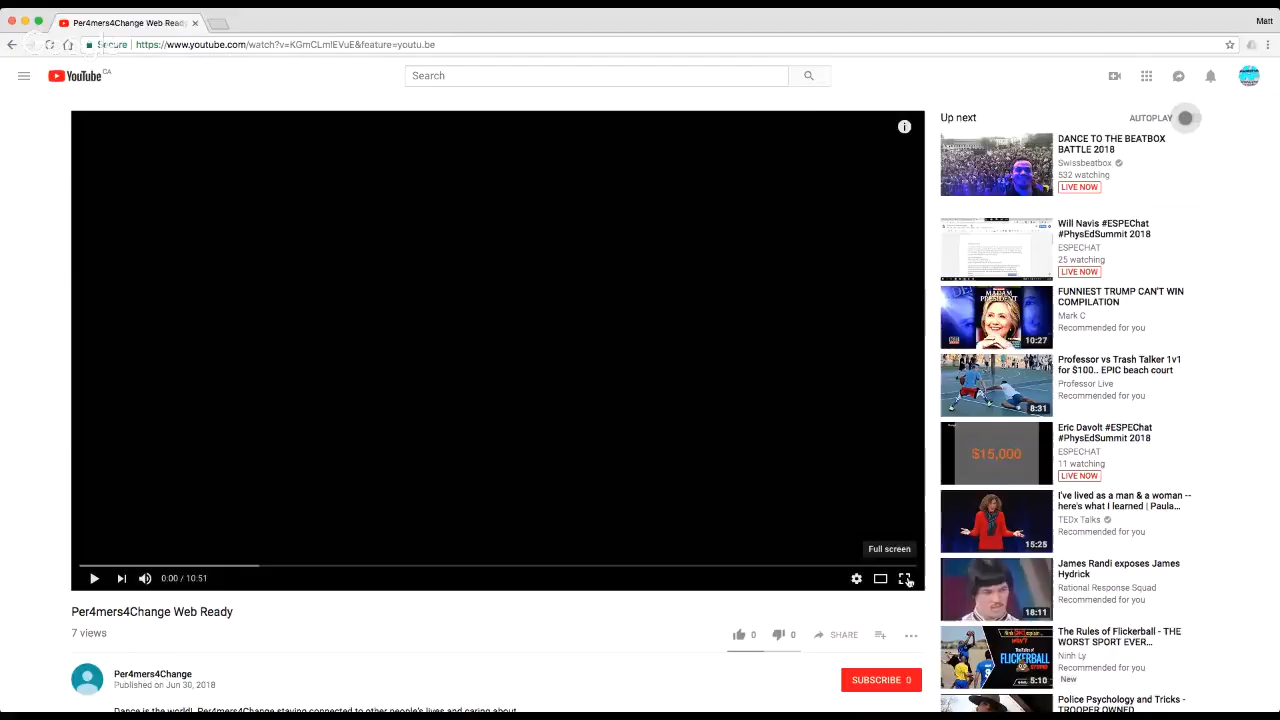 Per4mers4Change Web Ready
Matt
Secure https://www.youtube.com/watch?v=KGmCLmlEVuE&feature=youtu.be
YouTube CA
Search
Up next
AUTOPLAY
DANCE TO THE BEATBOX
BATTLE 2018
Swissbeatbox
532 watching
LIVE NOW
Will Navis #ESPEChat
#PhysEdSummit 2018
ESPECHAT
25 watching
LIVE NOW
MADAM
PRESIDENT
10:27
FUNNIEST TRUMP CAN'T WIN
COMPILATION
Mark C
Recommended for you
8:31
Professor vs Trash Talker 1v1
for $100.. EPIC beach court
Professor Live
Recommended for you
$15,000
Eric Davolt #ESPEChat
#PhysEdSummit 2018
ESPECHAT
11 watching
LIVE NOW
15:25
I've lived as a man & a woman --
here's what I learned | Paula...
TEDx Talks
Recommended for you
18:11
James Randi exposes James
Hydrick
Rational Response Squad
Recommended for you
The Rules of
FLICKERBALL
5:10
The Rules of Flickerball - THE
WORST SPORT EVER...
Ninh Ly
Recommended for you
New
Police Psychology and Tricks -
TROOPER OWNED
Full screen
0:00 / 10:51
Per4mers4Change Web Ready
7 views
0
0
SHARE
Per4mers4Change
Published on Jun 30, 2018
SUBSCRIBE 0